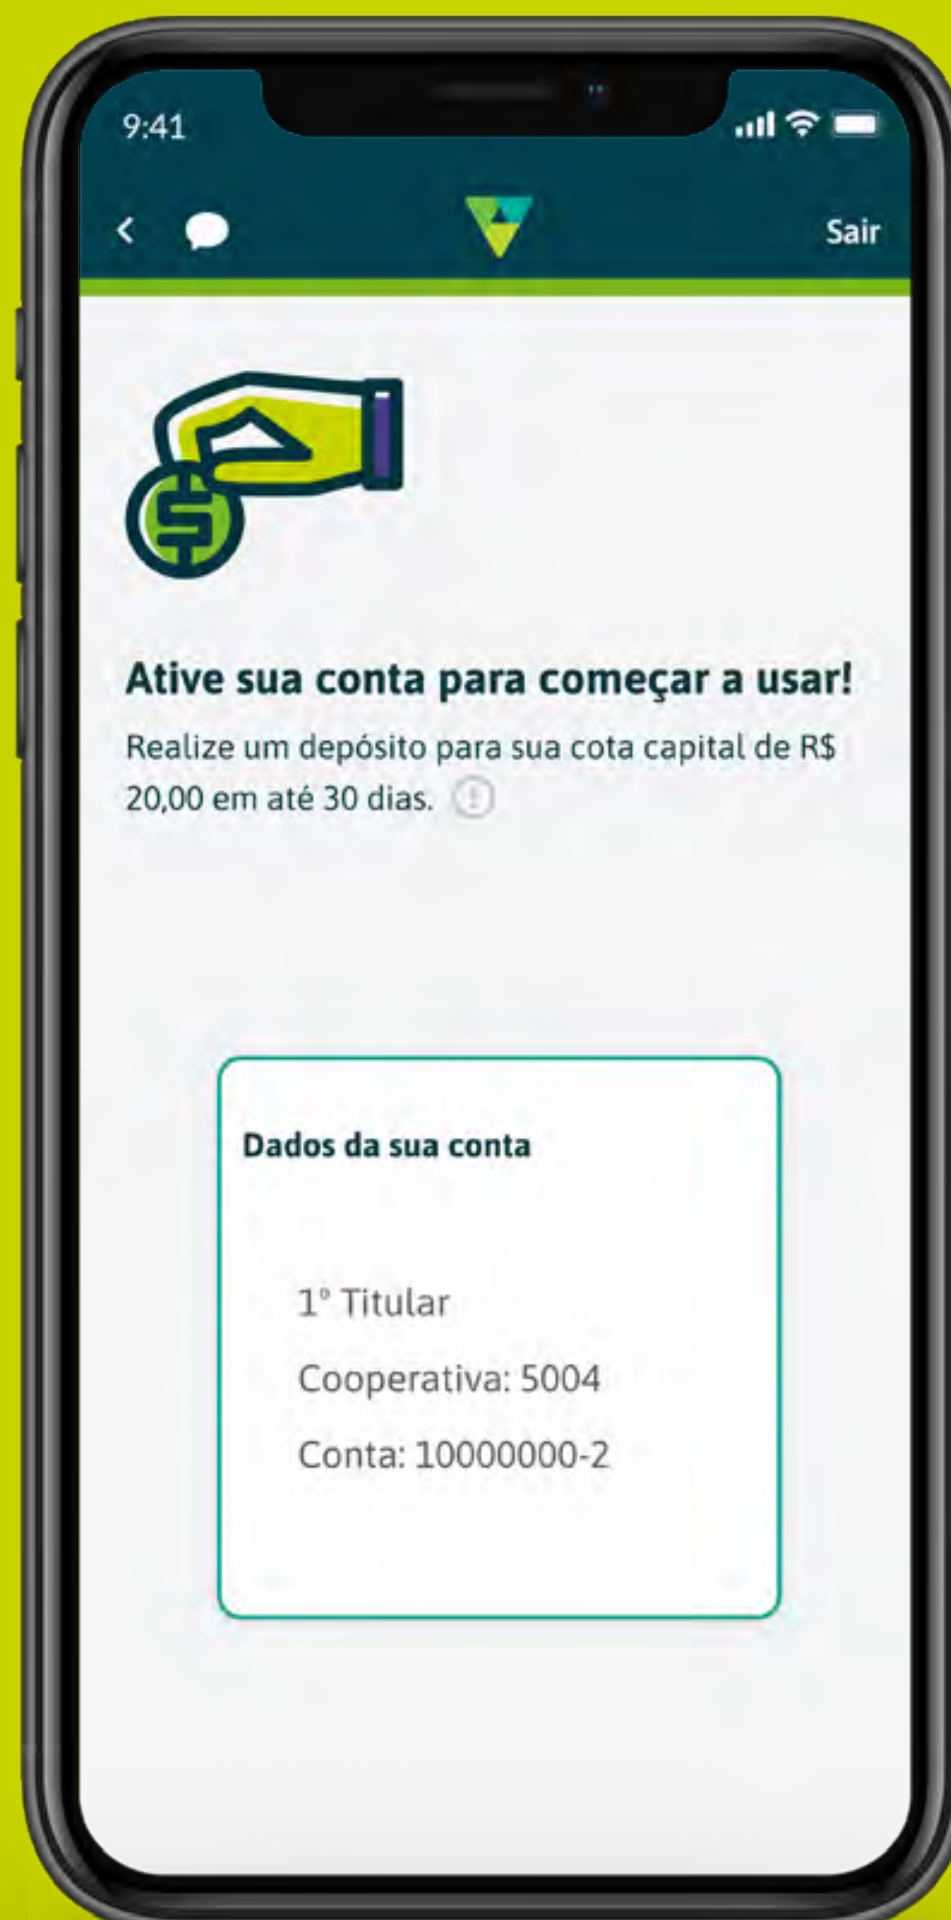 9:41
Sair
Ative sua conta para começar a usar!
Realize um depósito para sua cota capital de R$
20,00 em até 30 dias.
Dados da sua conta
1º Titular
Cooperativa: 5004
Conta: 10000000-2